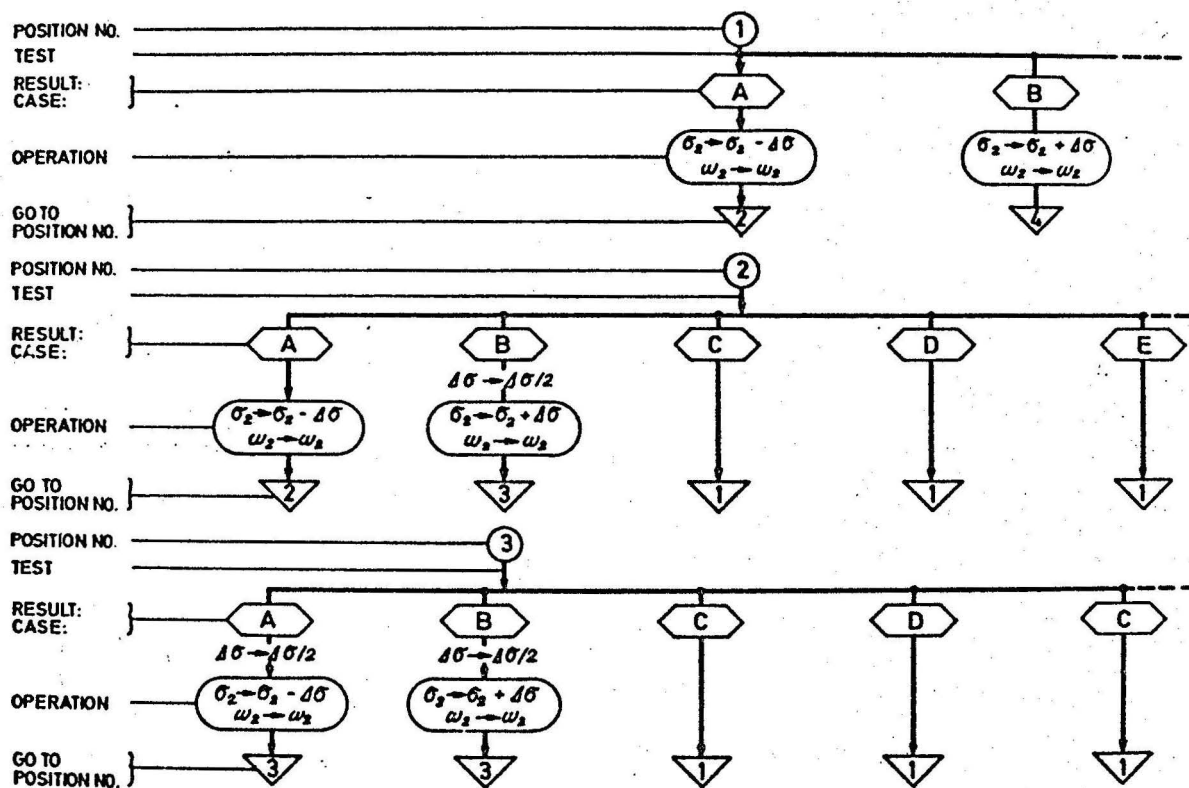 POSITION NO.
1
TEST
RESULT:
CASE:
A
B
OPERATION
σ₂→σ₂ - Δσ
ω₂→ω₂
σ₂→σ₂ + Δσ
ω₂→ω₂
GO TO
POSITION NO.
2
4
POSITION NO.
2
TEST
RESULT:
CASE:
A
B
C
D
E
Δσ→Δσ/2
OPERATION
σ₂→σ₂ - Δσ
ω₂→ω₂
σ₂→σ₂ + Δσ
ω₂→ω₂
GO TO
POSITION NO.
2
3
1
1
1
POSITION NO.
3
TEST
RESULT:
CASE:
A
B
C
D
C
Δσ→Δσ/2
Δσ→Δσ/2
OPERATION
σ₂→σ₂ - Δσ
ω₂→ω₂
σ₂→σ₂ + Δσ
ω₂→ω₂
GO TO
POSITION NO.
3
3
1
1
1